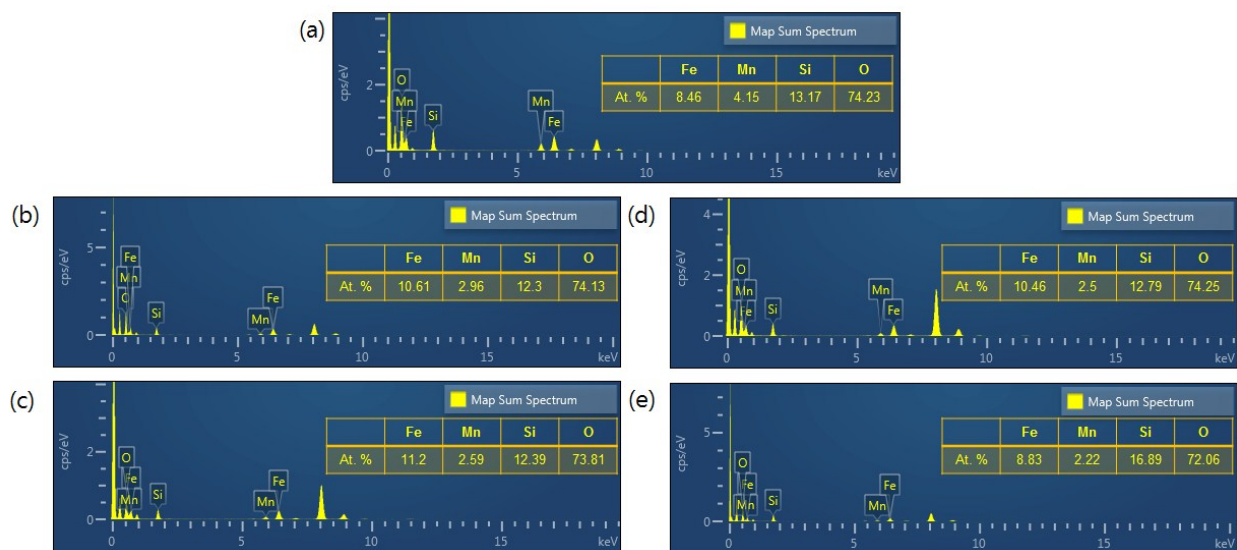 (a)
Map Sum Spectrum
Fe Mn Si O
At. % 8.46 4.15 13.17 74.23
cps/eV
2
0
O
Mn
Fe
Si
Mn
Fe
0 5 10 15 keV
(b)
Map Sum Spectrum
Fe Mn Si O
At. % 10.61 2.96 12.3 74.13
cps/eV
5
0
Fe
Mn
Si
Mn
Fe
0 5 10 15 keV
(c)
Map Sum Spectrum
Fe Mn Si O
At. % 11.2 2.59 12.39 73.81
cps/eV
2
0
O
Fe
Mn
Si
Mn
Fe
0 5 10 15 keV
(d)
Map Sum Spectrum
Fe Mn Si O
At. % 10.46 2.5 12.79 74.25
cps/eV
4
2
0
O
Mn
Fe
Si
Mn
Fe
0 5 10 15 keV
(e)
Map Sum Spectrum
Fe Mn Si O
At. % 8.83 2.22 16.89 72.06
cps/eV
5
0
O
Fe
Mn
Si
Mn
Fe
0 5 10 15 keV